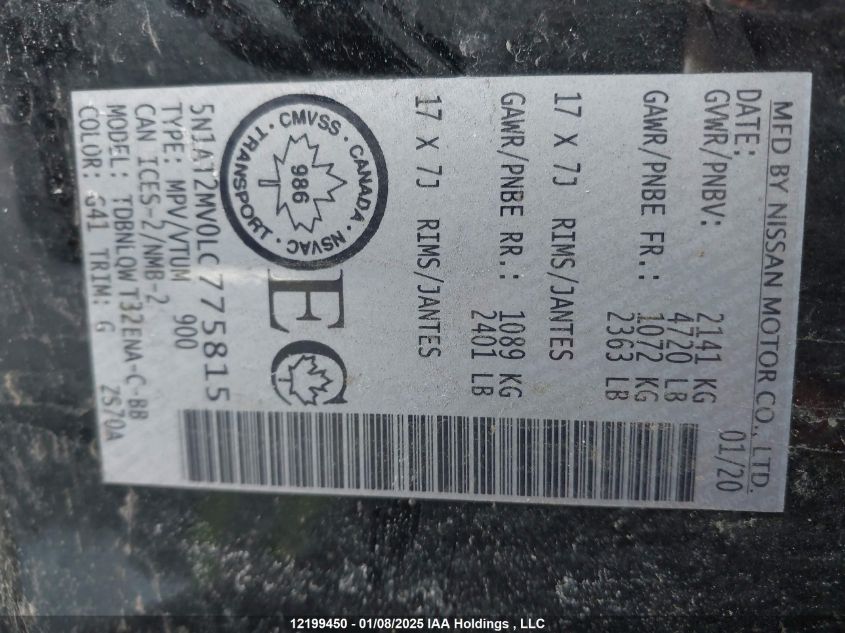 MFD BY NISSAN MOTOR CO., LTD.
DATE: 01/20
GVWR/PNBV: 2141 KG
4720 LB
GAWR/PNBE FR.: 1072 KG
2363 LB
17 X 7J RIMS/JANTES
GAWR/PNBE RR.: 1089 KG
2401 LB
17 X 7J RIMS/JANTES
CMVSS · CANADA · NSVAC · TRANSPORT ·
986
EC
5N1AT2MV0LC775815
TYPE: MPV/VTUM 900
CAN ICES-2/NMB-2
MODEL: TDBNLQW T32ENA-C-BB
COLOR: G41 TRIM: G ZS70A
12199450 - 01/08/2025 IAA Holdings , LLC